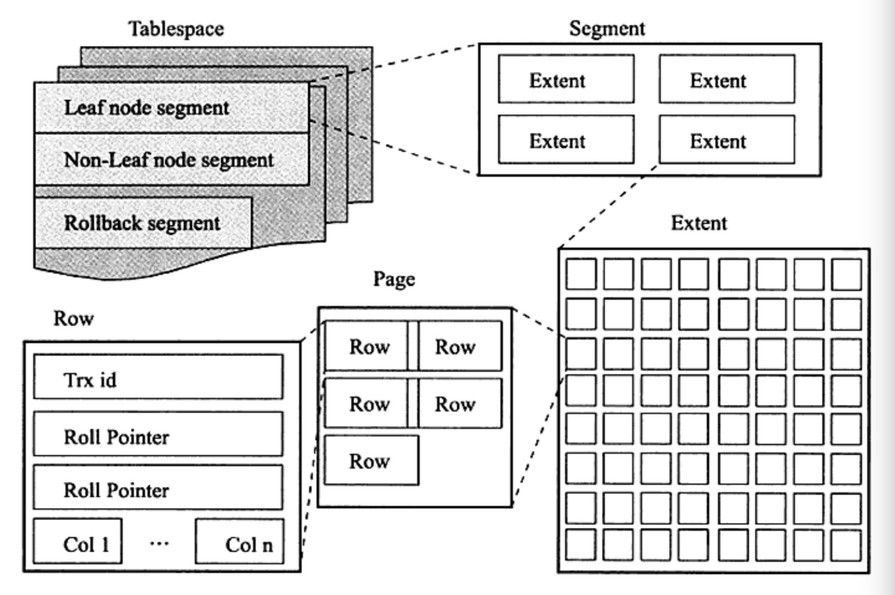 Tablespace
Leaf node segment
Non-Leaf node segment
Rollback segment
Segment
Extent
Extent
Extent
Extent
Extent
Page
Row
Row
Row
Row
Row
Row
Trx id
Roll Pointer
Roll Pointer
Col 1
...
Col n